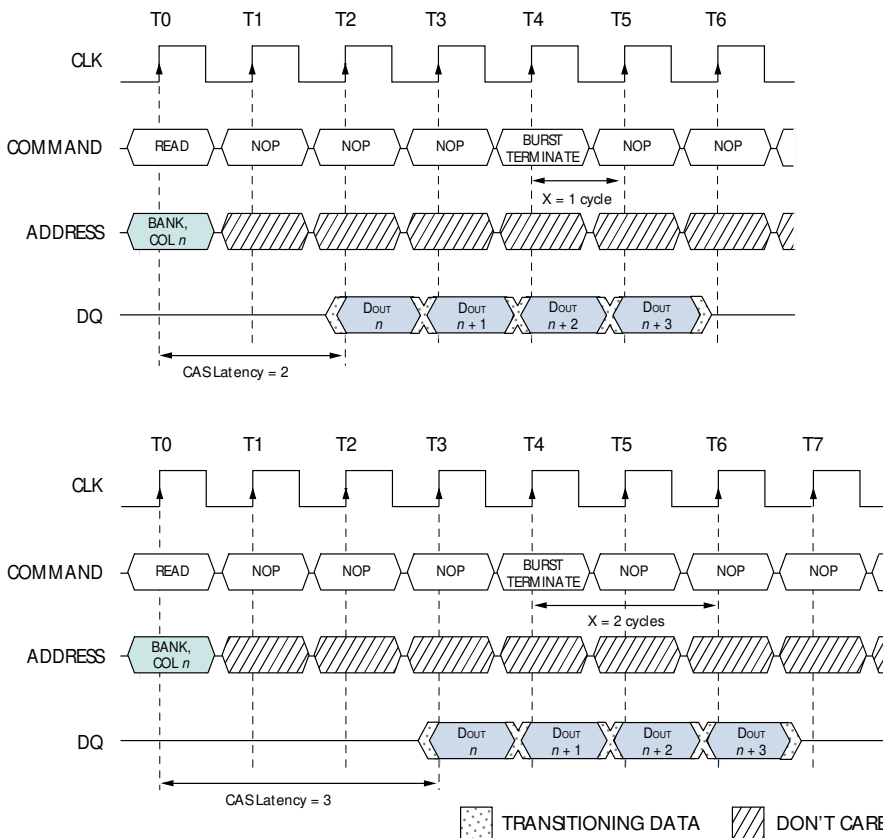 T0 T1 T2 T3 T4 T5 T6
CLK
COMMAND READ NOP NOP NOP BURST TERMINATE NOP NOP
X = 1 cycle
ADDRESS BANK, COL n
DQ DOUT n DOUT n + 1 DOUT n + 2 DOUT n + 3
CAS Latency = 2
T0 T1 T2 T3 T4 T5 T6 T7
CLK
COMMAND READ NOP NOP NOP BURST TERMINATE NOP NOP NOP
X = 2 cycles
ADDRESS BANK, COL n
DQ DOUT n DOUT n + 1 DOUT n + 2 DOUT n + 3
CAS Latency = 3
TRANSITIONING DATA DON'T CARE